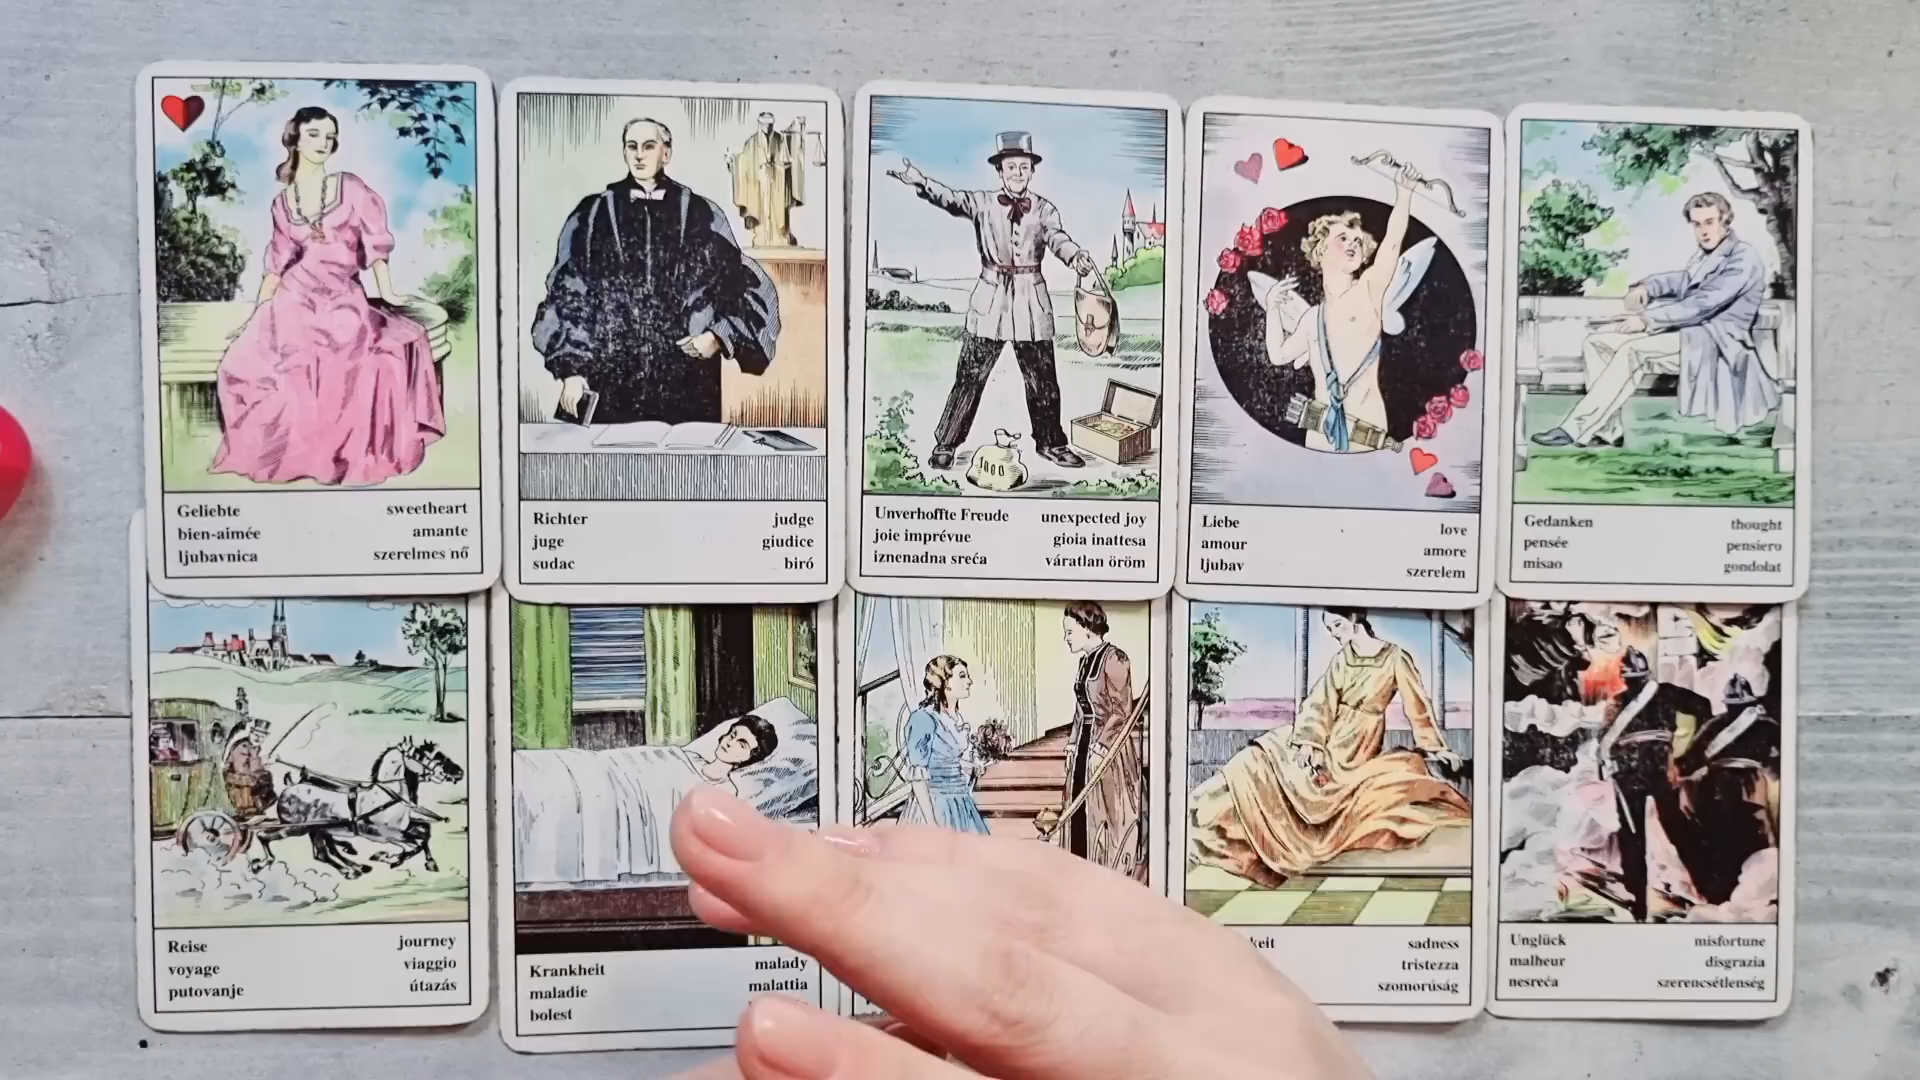 Geliebte sweetheart
bien-aimée amante
ljubavnica szerelmes nő
Richter judge
juge giudice
sudac biró
1000
Unverhoffte Freude unexpected joy
joie imprévue gioia inattesa
iznenadna sreća váratlan öröm
Liebe love
amour amore
ljubav szerelem
Gedanken thought
pensée pensiero
misao gondolat
Reise journey
voyage viaggio
putovanje útazás
Krankheit malady
maladie malattia
bolest
keit sadness
tristezza
szomorúság
Unglück misfortune
malheur disgrazia
nesreća szerencsétlenség